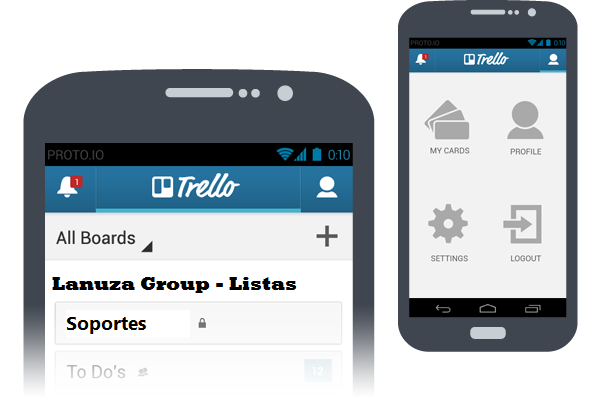 PROTO.IO 0:10
1 Trello
All Boards
Lanuza Group - Listas
Soportes
To Do's 13
PROTO.IO 0:10
1 Trello
MY CARDS PROFILE
SETTINGS LOGOUT